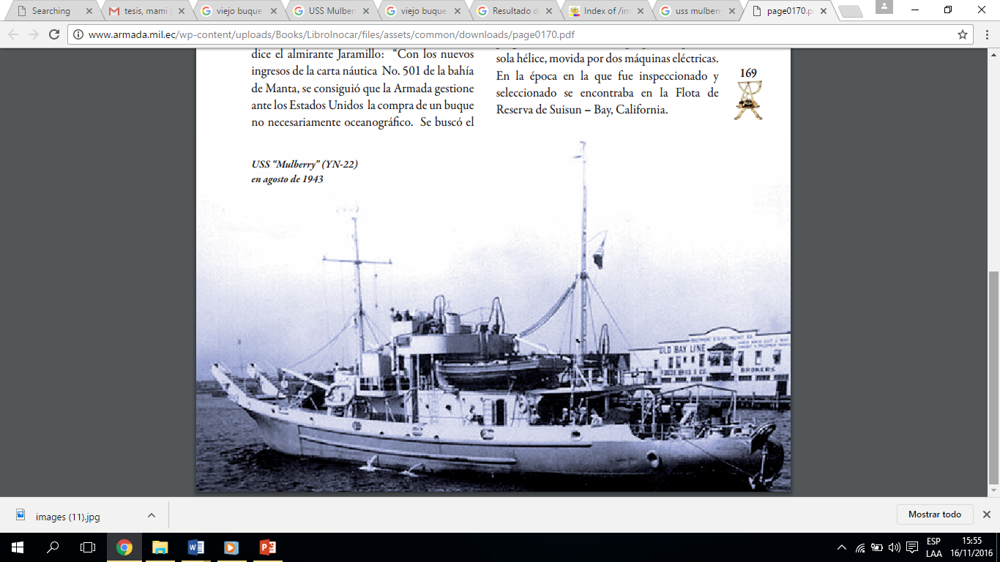 Searching
tesis, mami
viejo buque
USS Mulber
viejo buque
Resultado d
Index of /im
uss mulberr
page0170.p
www.armada.mil.ec/wp-content/uploads/Books/LibroInocar/files/assets/common/downloads/page0170.pdf
dice el almirante Jaramillo: “Con los nuevos
ingresos de la carta náutica No. 501 de la bahía
de Manta, se consiguió que la Armada gestione
ante los Estados Unidos la compra de un buque
no necesariamente oceanográfico. Se buscó el
sola hélice, movida por dos máquinas eléctricas.
En la época en la que fue inspeccionado y
seleccionado se encontraba en la Flota de
Reserva de Suisun – Bay, California.
169
USS “Mulberry” (YN-22)
en agosto de 1943
OLD BAY LINE
BROKERS
images (11).jpg
Mostrar todo
ESP
LAA
15:55
16/11/2016